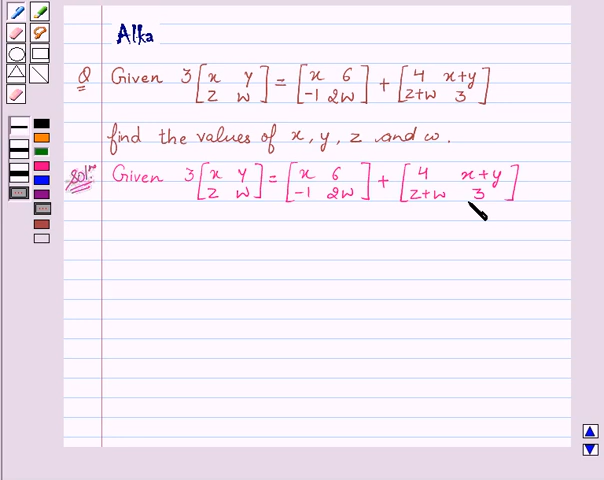 Alka
Q Given 3 [x y; z w] = [x 6; -1 2w] + [4 x+y; z+w 3]
find the values of x, y, z and w.
Solⁿ: Given 3 [x y; z w] = [x 6; -1 2w] + [4 x+y; z+w 3]